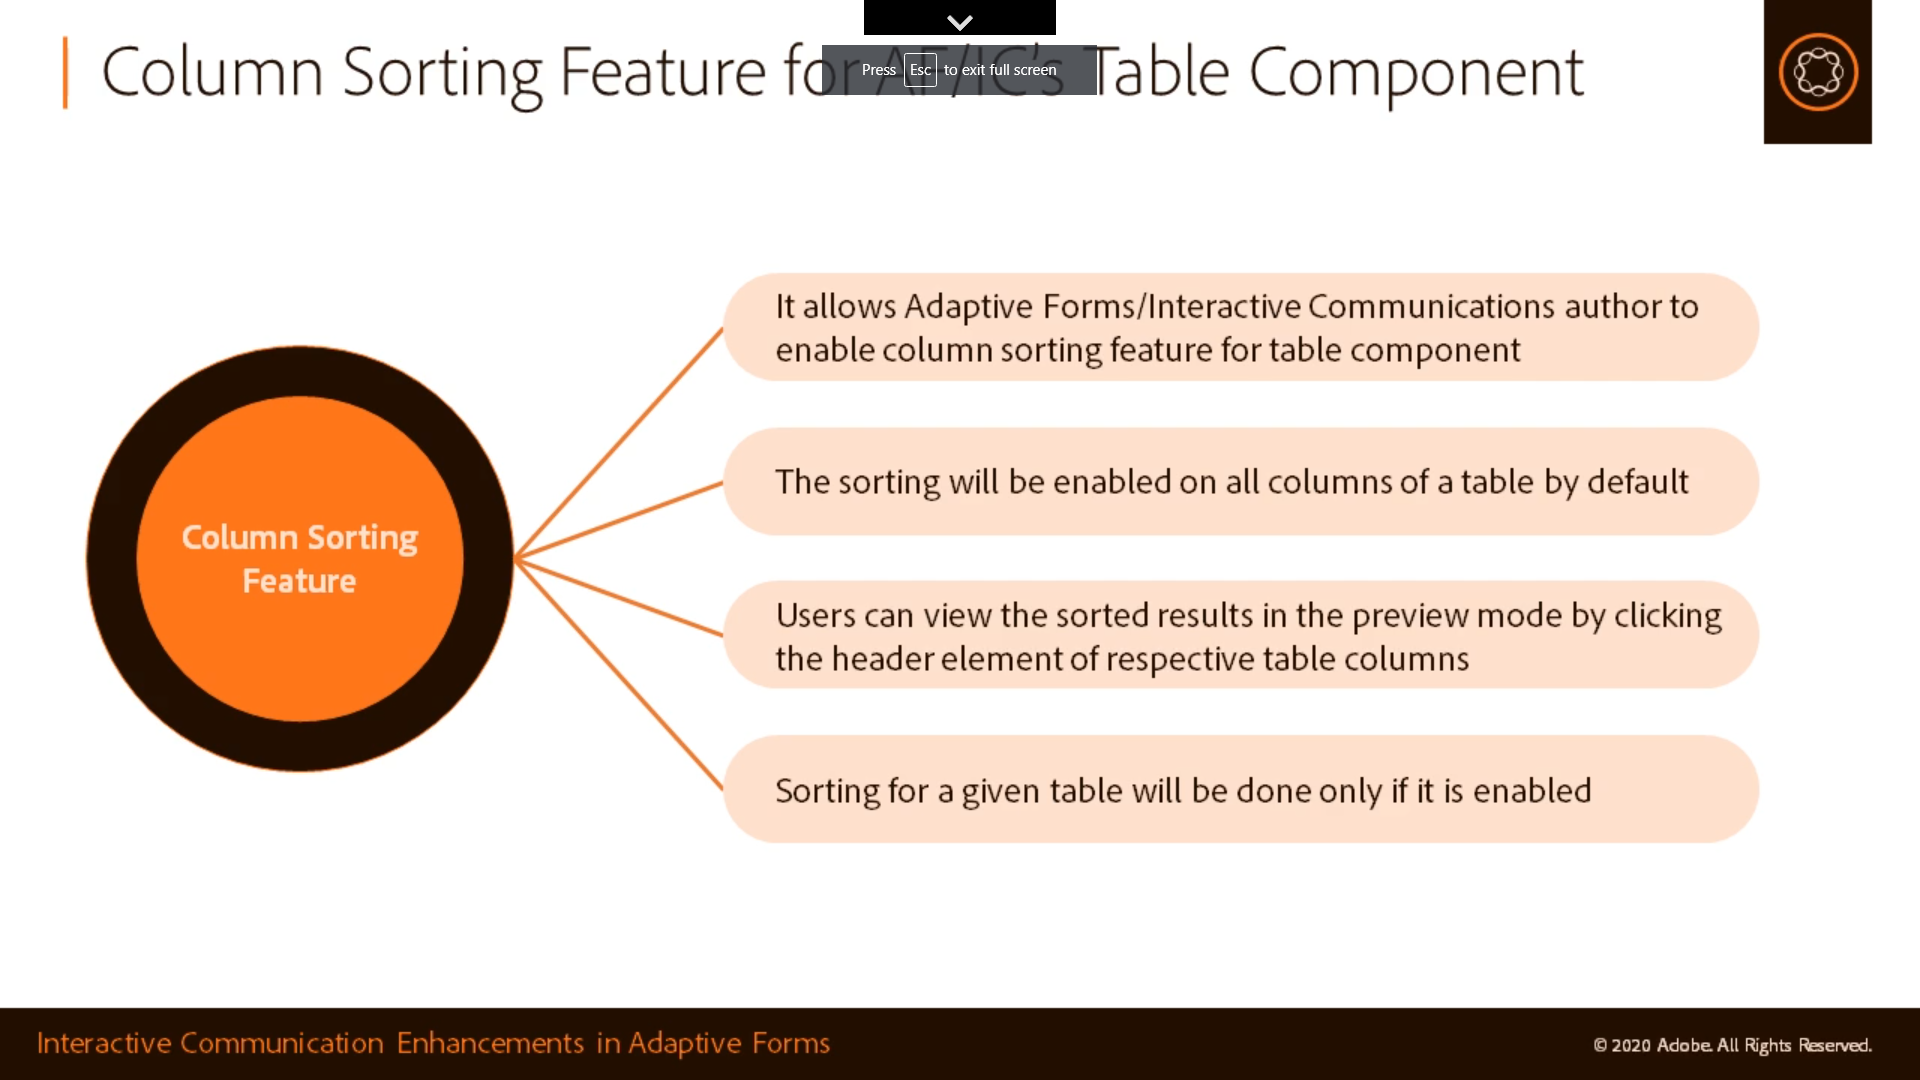 Column Sorting Feature for AF/IC's Table Component
Press Esc to exit full screen
It allows Adaptive Forms/Interactive Communications author to
enable column sorting feature for table component
The sorting will be enabled on all columns of a table by default
Column Sorting
Feature
Users can view the sorted results in the preview mode by clicking
the header element of respective table columns
Sorting for a given table will be done only if it is enabled
Interactive Communication Enhancements in Adaptive Forms
© 2020 Adobe. All Rights Reserved.